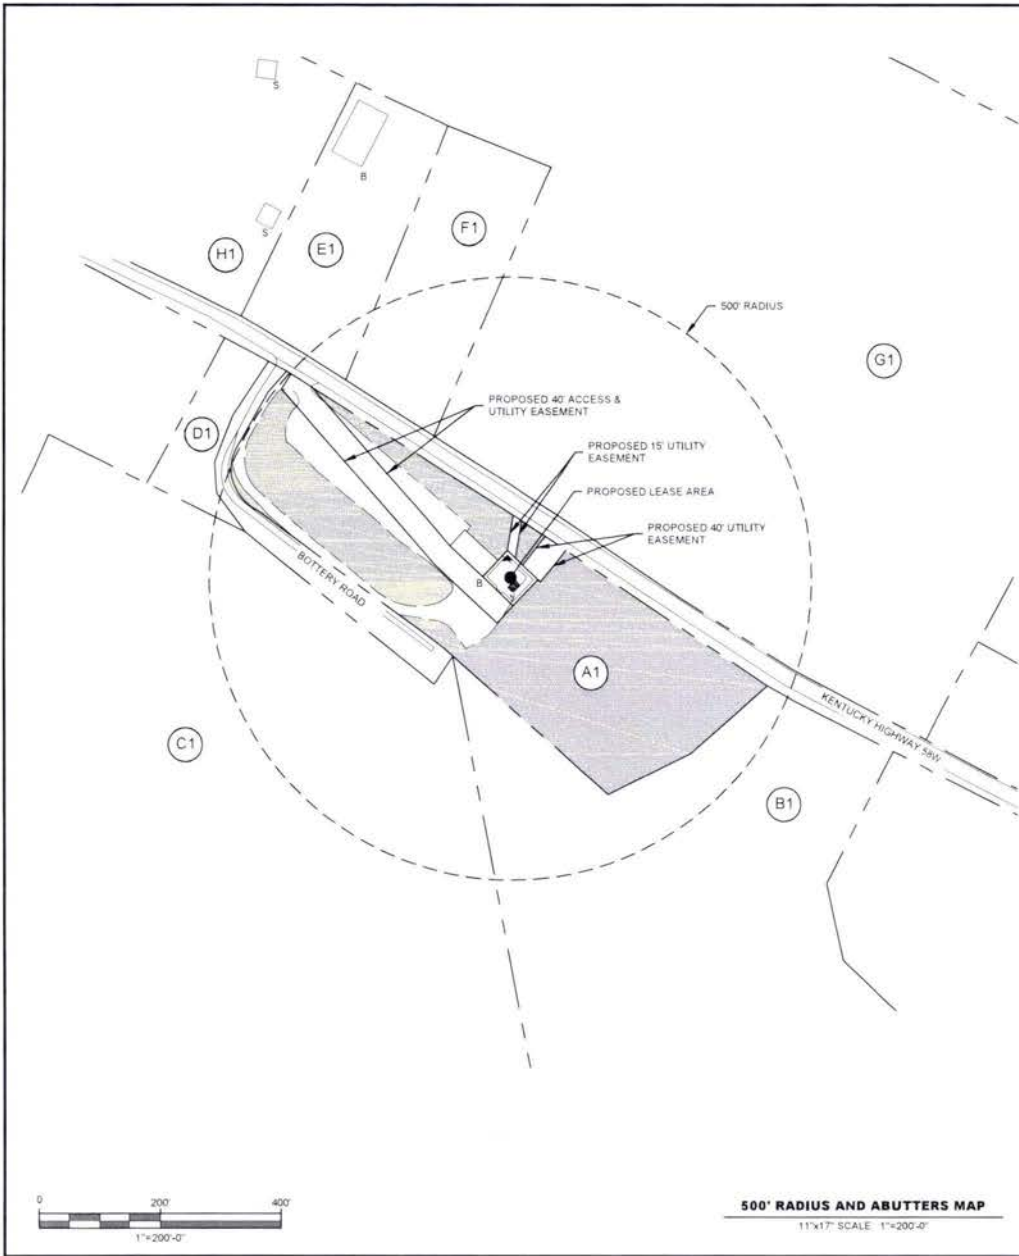 S
B
S
H1
E1
F1
500' RADIUS
G1
PROPOSED 40' ACCESS &
UTILITY EASEMENT
D1
PROPOSED 15' UTILITY
EASEMENT
PROPOSED LEASE AREA
PROPOSED 40' UTILITY
EASEMENT
BOTTERY ROAD
B
A1
KENTUCKY HIGHWAY 58W
C1
B1
0
200'
400'
1"=200'-0"
500' RADIUS AND ABUTTERS MAP
11"x17" SCALE 1"=200'-0"